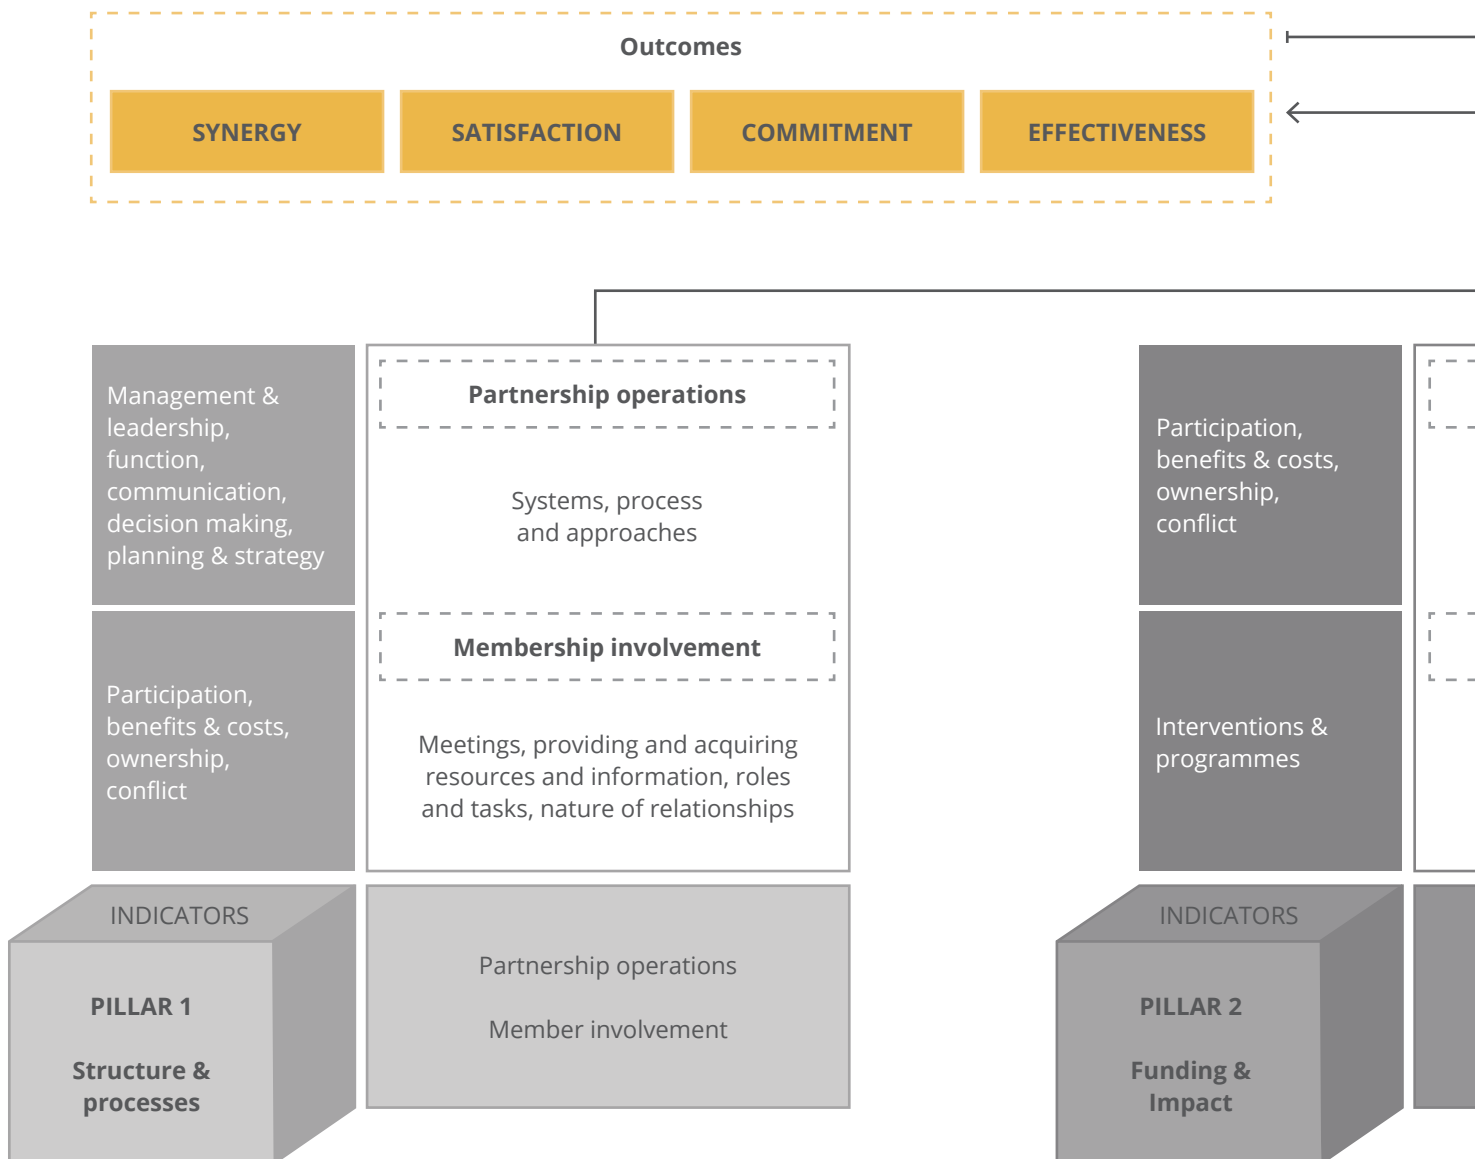 Outcomes
SYNERGY
SATISFACTION
COMMITMENT
EFFECTIVENESS
Management &
leadership,
function,
communication,
decision making,
planning & strategy
Partnership operations
Systems, process
and approaches
Participation,
benefits & costs,
ownership,
conflict
Membership involvement
Meetings, providing and acquiring
resources and information, roles
and tasks, nature of relationships
INDICATORS
PILLAR 1
Structure &
processes
Partnership operations
Member involvement
Participation,
benefits & costs,
ownership,
conflict
Interventions &
programmes
INDICATORS
PILLAR 2
Funding &
Impact